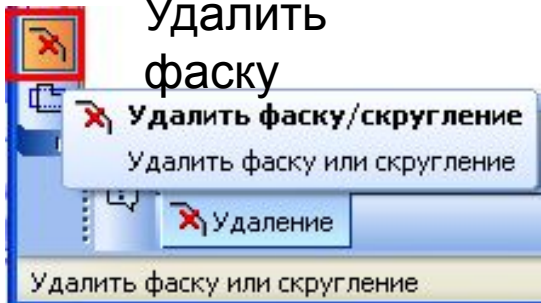 Удалить
фаску
Удалить фаску/скругление
Удалить фаску или скругление
Удаление
Удалить фаску или скругление